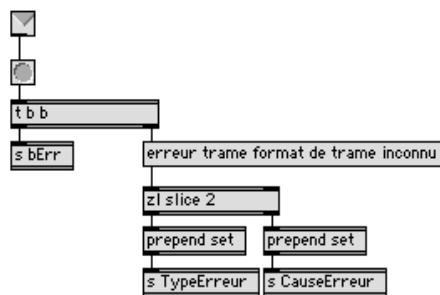 t b b
s bErr
erreur trame format de trame inconnu
zl slice 2
prepend set
prepend set
s TypeErreur
s CauseErreur